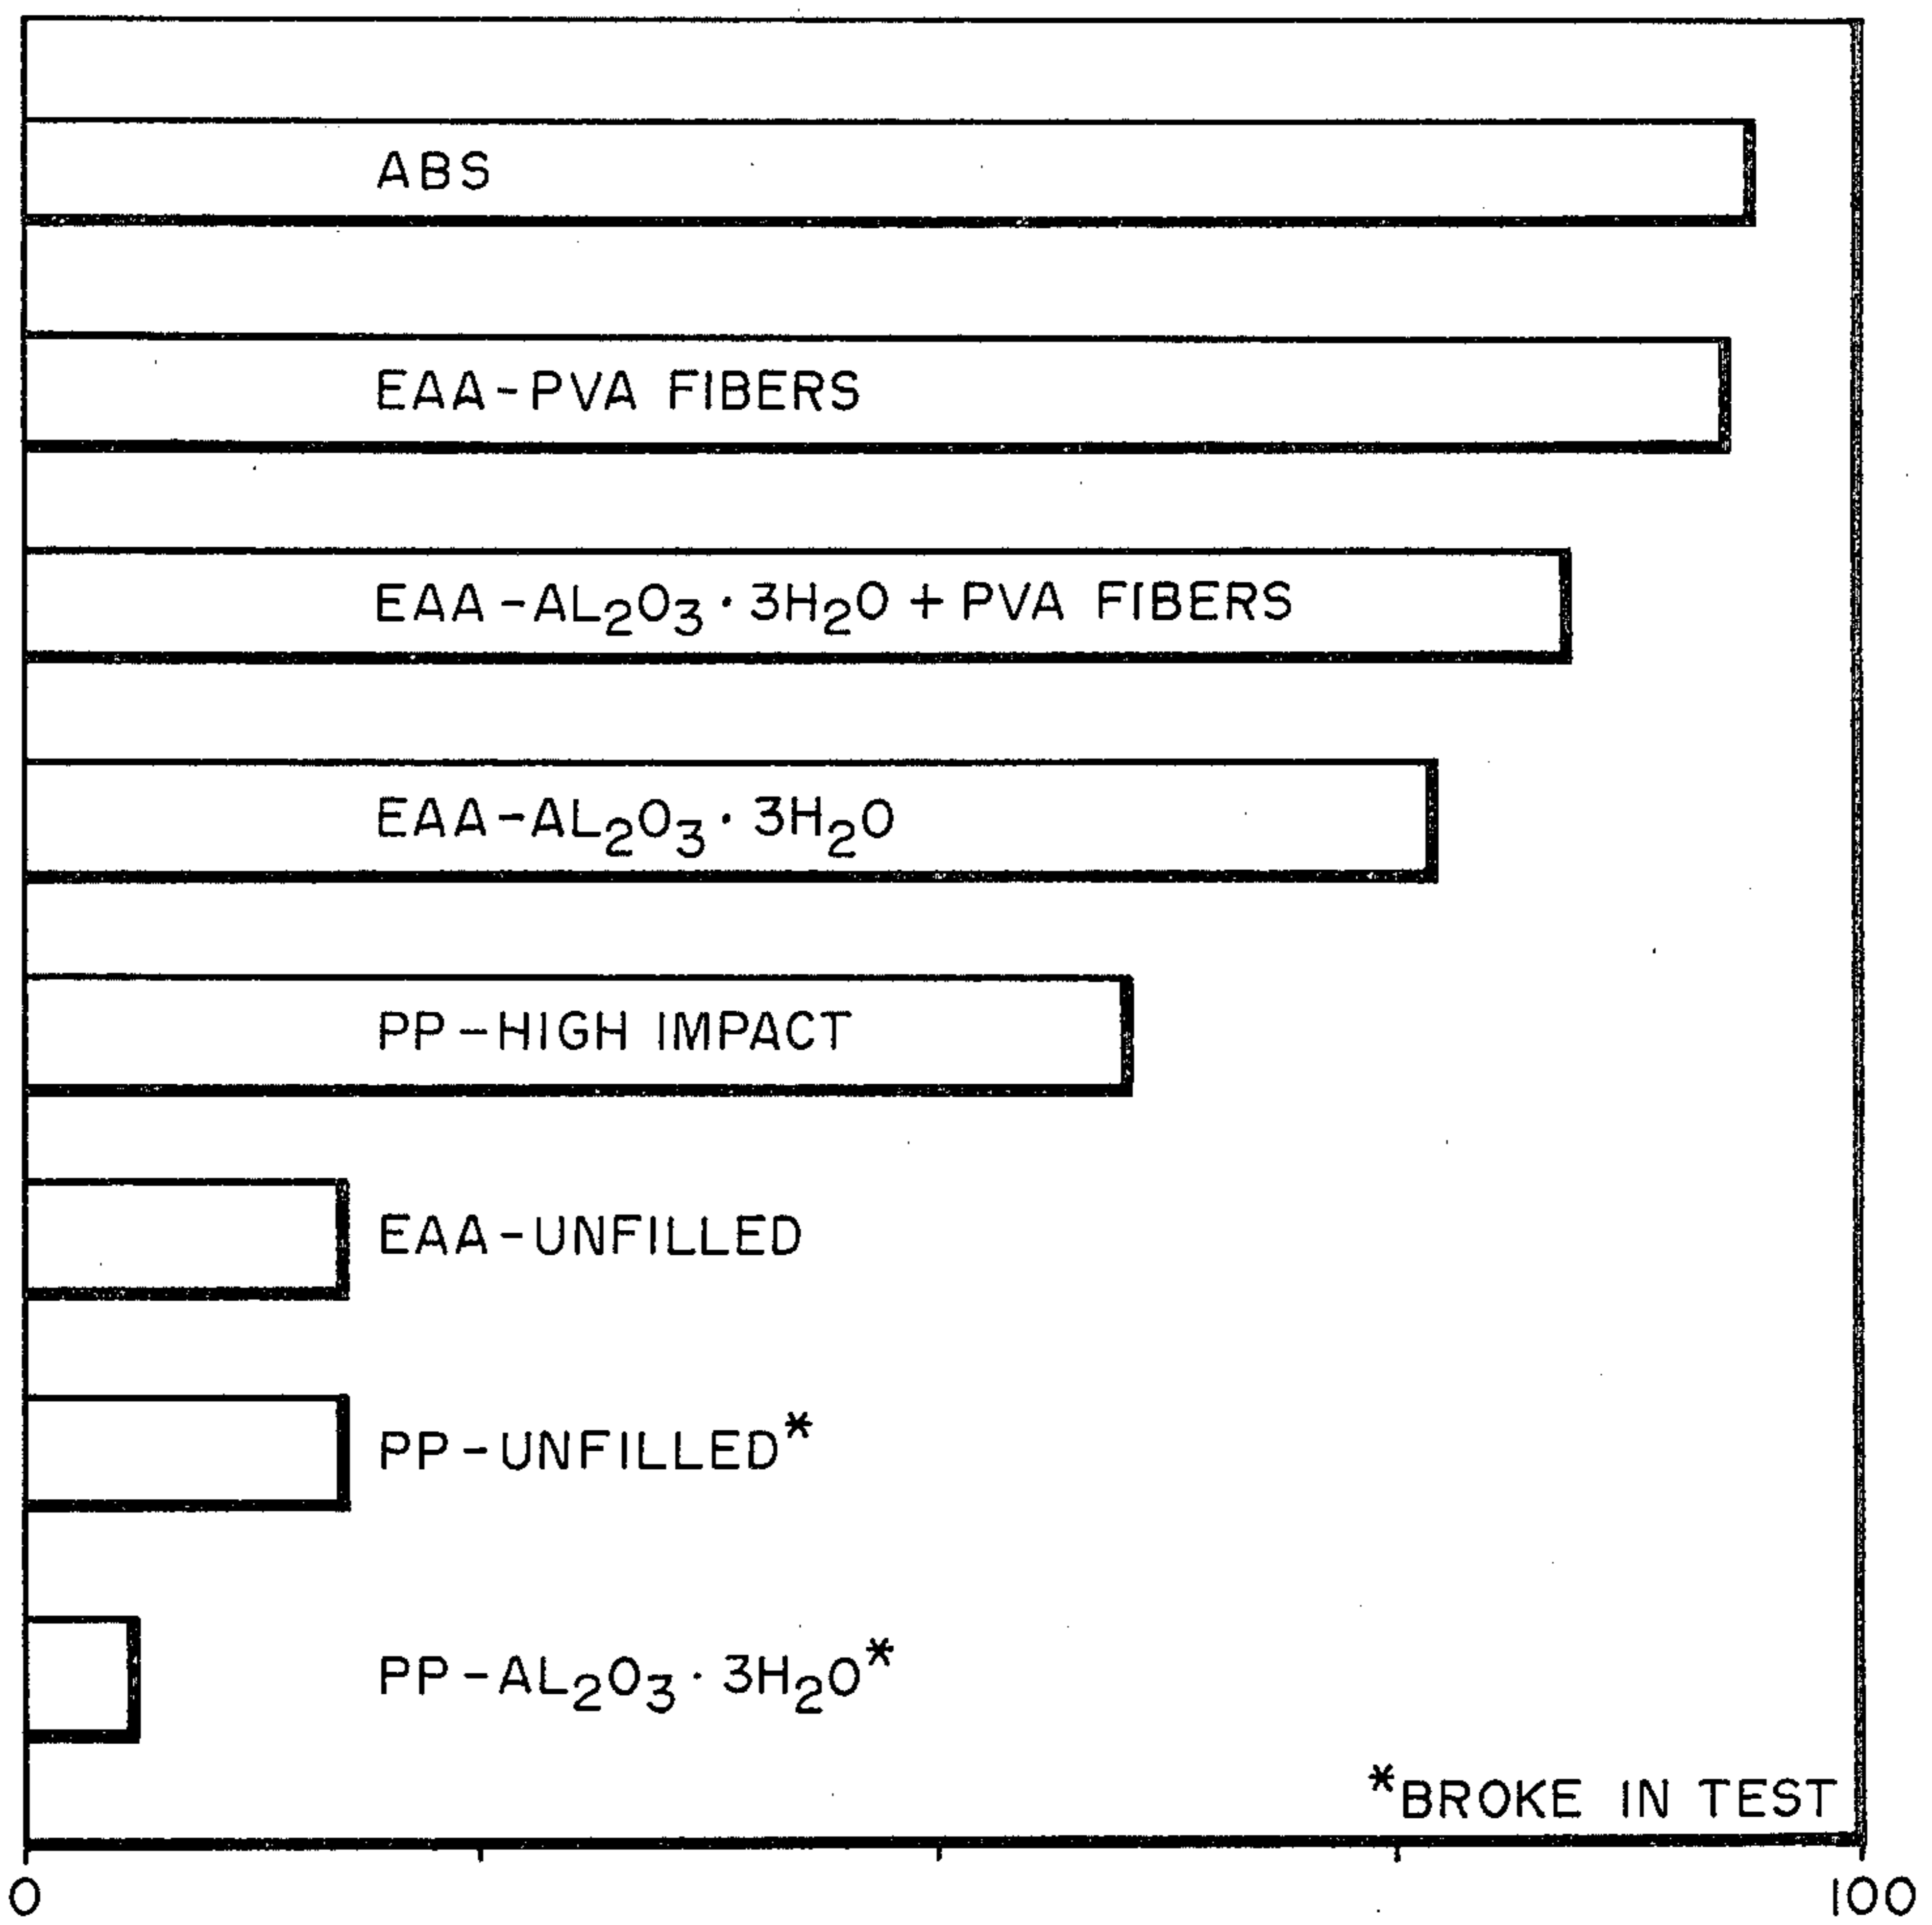 ABS
EAA-PVA FIBERS
EAA-AL₂O₃·3H₂O + PVA FIBERS
EAA-AL₂O₃·3H₂O
PP-HIGH IMPACT
EAA-UNFILLED
PP-UNFILLED*
PP-AL₂O₃·3H₂O*
*BROKE IN TEST
0 100